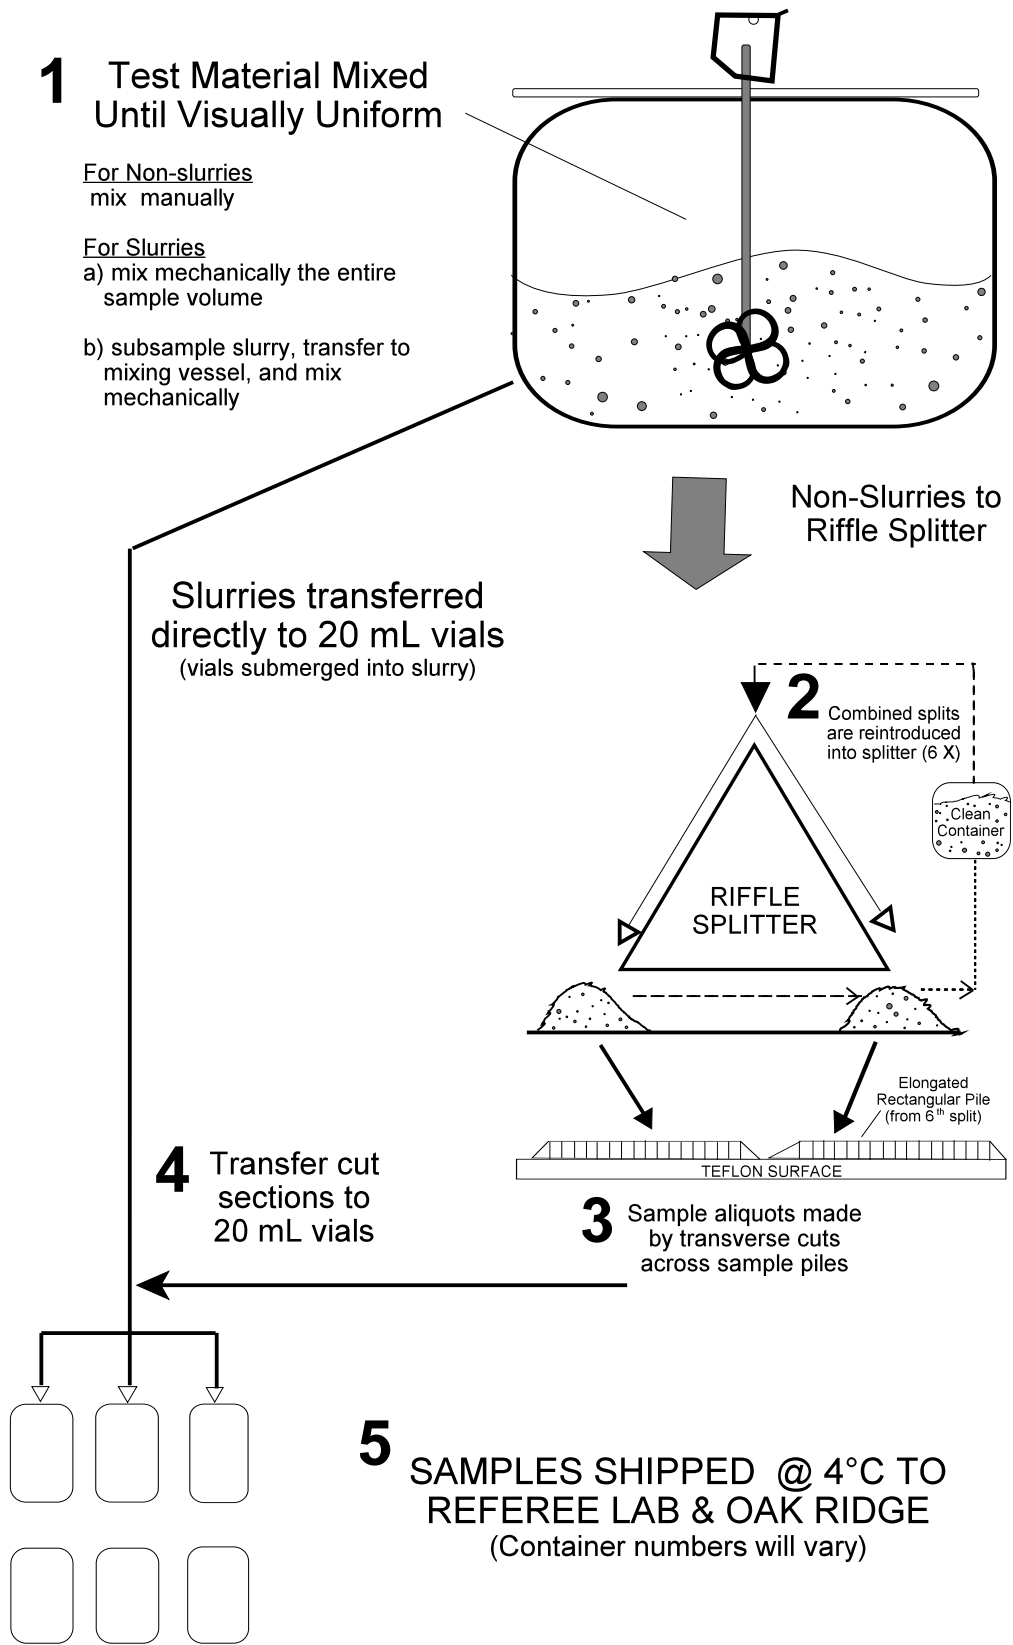 1
Test Material Mixed
Until Visually Uniform
For Non-slurries
mix manually
For Slurries
a) mix mechanically the entire
sample volume
b) subsample slurry, transfer to
mixing vessel, and mix
mechanically
Non-Slurries to
Riffle Splitter
Slurries transferred
directly to 20 mL vials
(vials submerged into slurry)
2
Combined splits
are reintroduced
into splitter (6 X)
Clean
Container
RIFFLE
SPLITTER
Elongated
Rectangular Pile
(from 6th split)
TEFLON SURFACE
3
Sample aliquots made
by transverse cuts
across sample piles
4
Transfer cut
sections to
20 mL vials
5
SAMPLES SHIPPED @ 4°C TO
REFEREE LAB & OAK RIDGE
(Container numbers will vary)